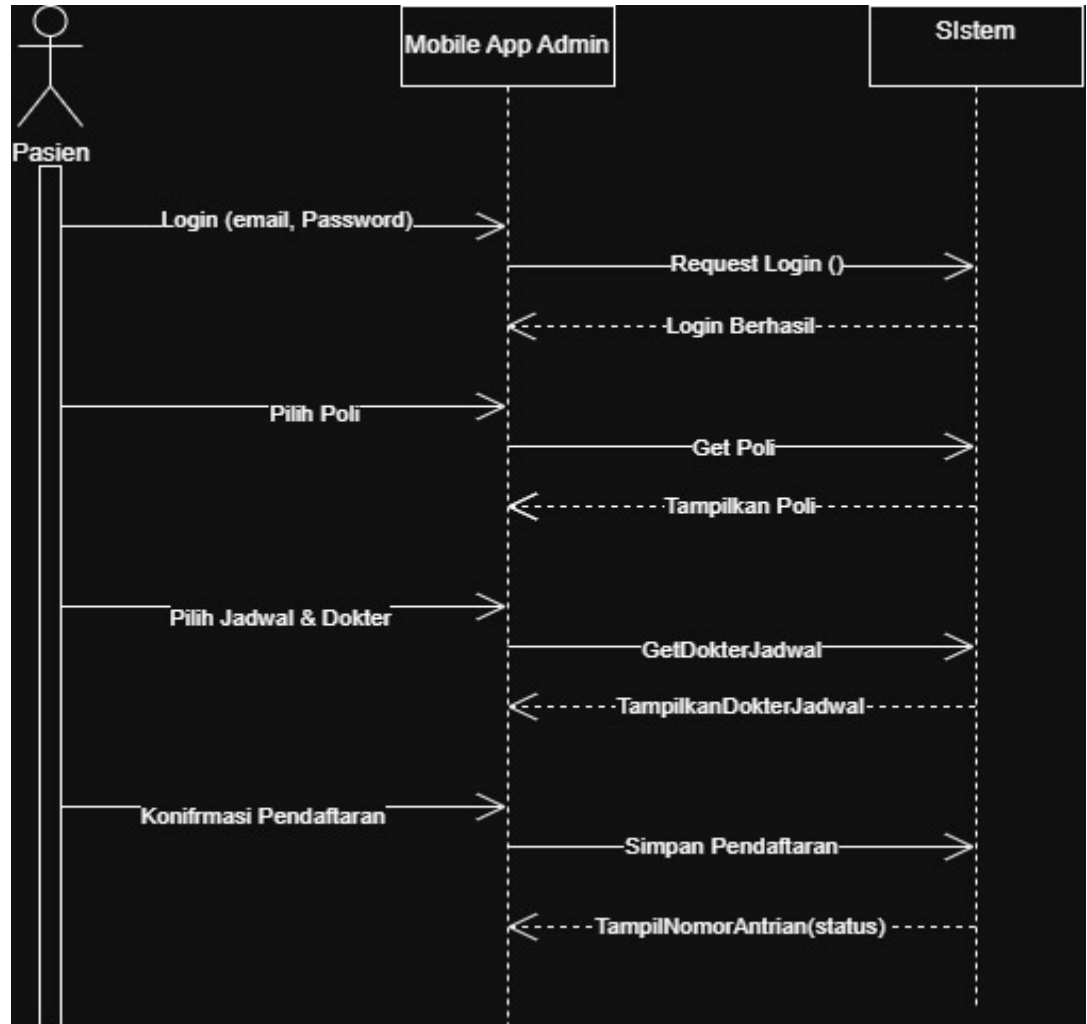 Mobile App Admin
SIstem
Pasien
Login (email, Password)
Request Login ()
Login Berhasil
Pilih Poli
Get Poli
Tampilkan Poli
Pilih Jadwal & Dokter
GetDokterJadwal
TampilkanDokterJadwal
Konifrmasi Pendaftaran
Simpan Pendaftaran
TampilNomorAntrian(status)